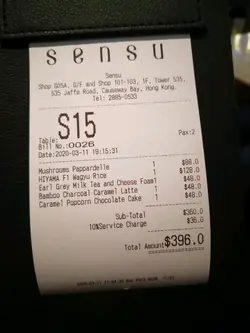 sensu
Sensu
Shop G05A, G/F and Shop 101-103, 1F, Tower 535,
535 Jaffe Road, Causeway Bay, Hong Kong.
Tel: 2885-0533
Table: S15 Pax:2
Bill No.:0026
Date:2020-03-11 19:15:31
Mushrooms Pappardelle 1 $88.0
HIYAMA F1 Wagyu Rice 1 $128.0
Earl Grey Milk Tea and Cheese Foam1 $48.0
Bamboo Charcoal Caramel Latte 1 $48.0
Caramel Popcorn Chocolate Cake 1 $48.0
Sub-Total $360.0
10%Service Charge $36.0
Total Amount$396.0